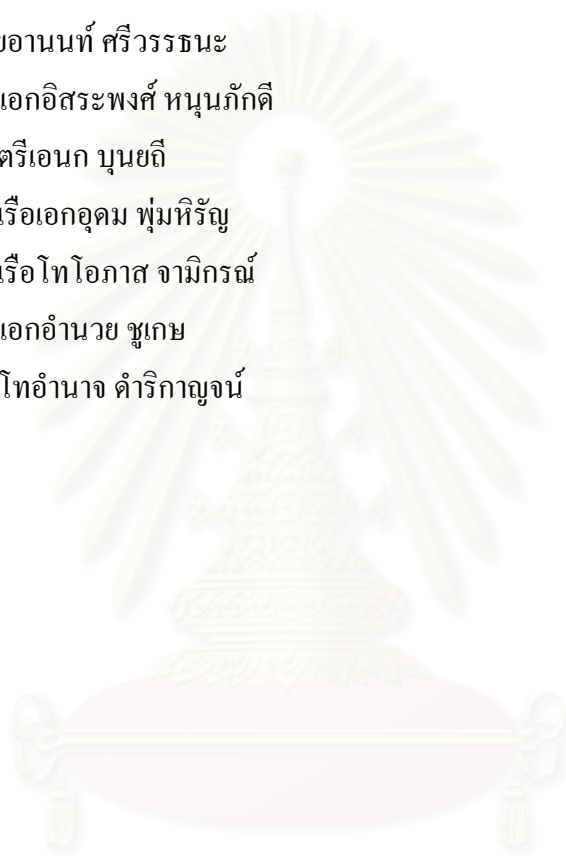 ยอานนท์ ศรีวรรธนะ
เอกอิสระพงศ์ หนุนภักดี
ตรีเอนก บุนยถี
เรือเอกอุดม พุ่มหิรัญ
เรือโทโอภาส จามิกรณ์
เอกอำนวย ชูเกษ
โทอำนาจ ดำริกาญจน์